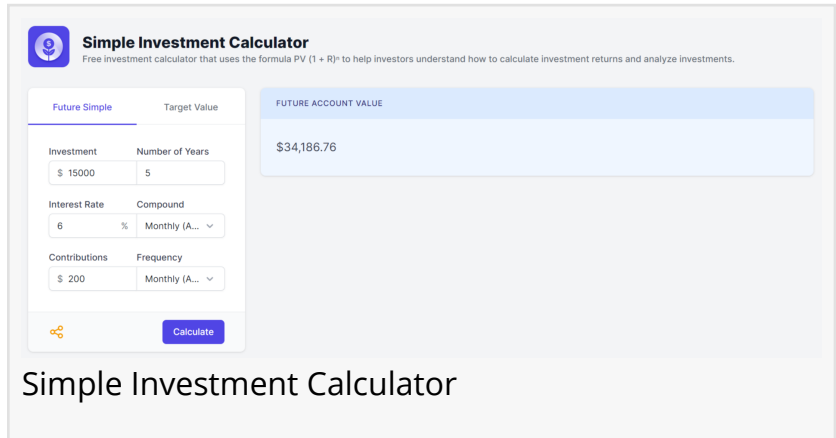 Simple Investment Calculator
Free investment calculator that uses the formula PV (1 + R)ⁿ to help investors understand how to calculate investment returns and analyze investments.
Future Simple
Target Value
FUTURE ACCOUNT VALUE
$34,186.76
Investment
Number of Years
$ 15000
5
Interest Rate
Compound
6 %
Monthly (A...
Contributions
Frequency
$ 200
Monthly (A...
Calculate
Simple Investment Calculator